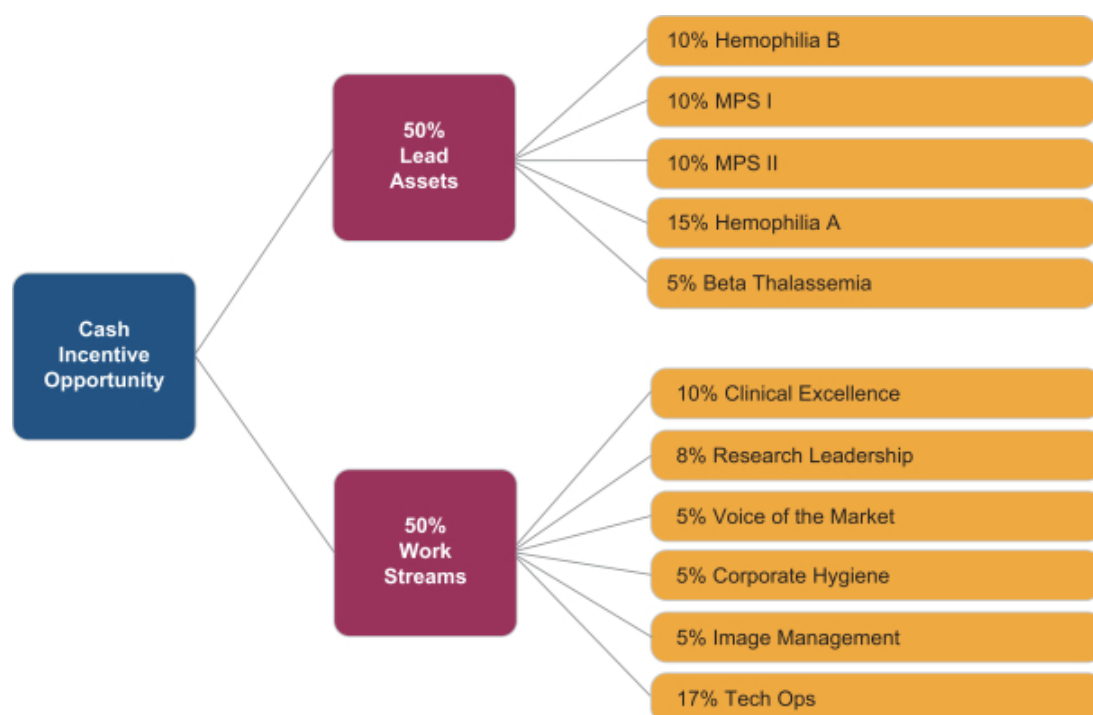 Cash
Incentive
Opportunity
50%
Lead
Assets
10% Hemophilia B
10% MPS I
10% MPS II
15% Hemophilia A
5% Beta Thalassemia
50%
Work
Streams
10% Clinical Excellence
8% Research Leadership
5% Voice of the Market
5% Corporate Hygiene
5% Image Management
17% Tech Ops